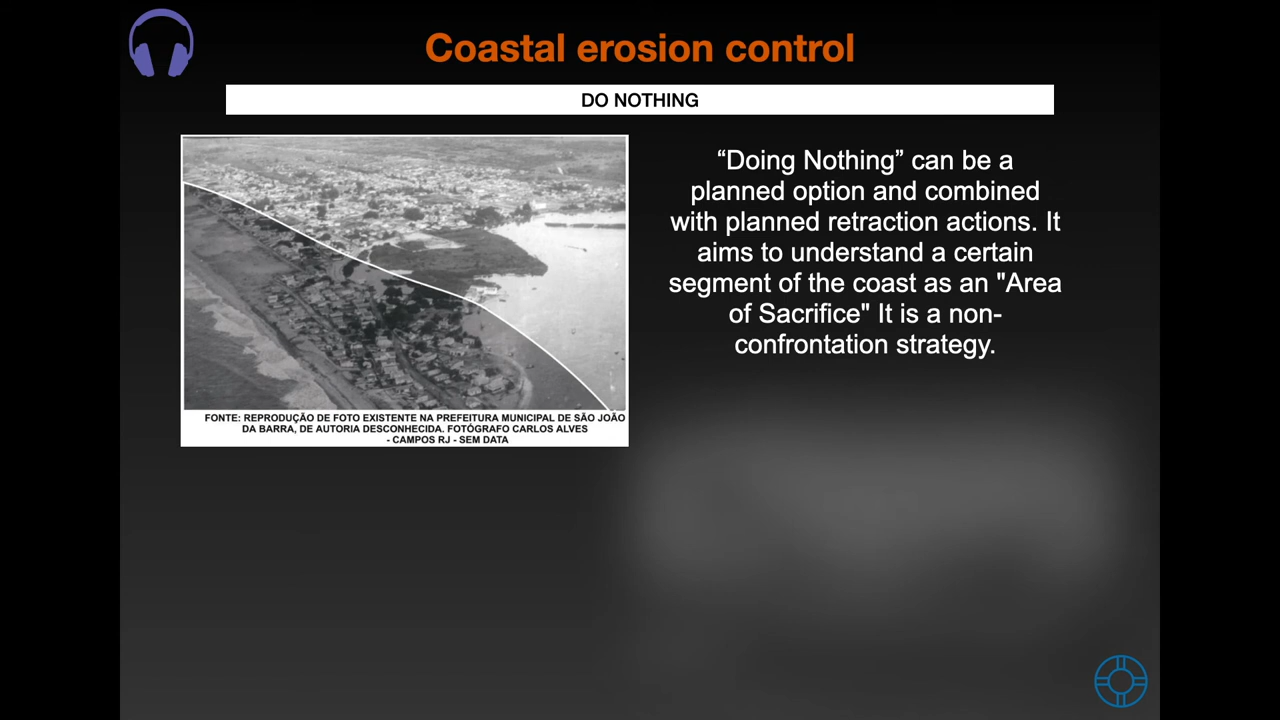 Coastal erosion control
DO NOTHING
“Doing Nothing” can be a
planned option and combined
with planned retraction actions. It
aims to understand a certain
segment of the coast as an "Area
of Sacrifice" It is a non-
confrontation strategy.
FONTE: REPRODUÇÃO DE FOTO EXISTENTE NA PREFEITURA MUNICIPAL DE SÃO JOÃO
DA BARRA, DE AUTORIA DESCONHECIDA. FOTÓGRAFO CARLOS ALVES
- CAMPOS RJ - SEM DATA